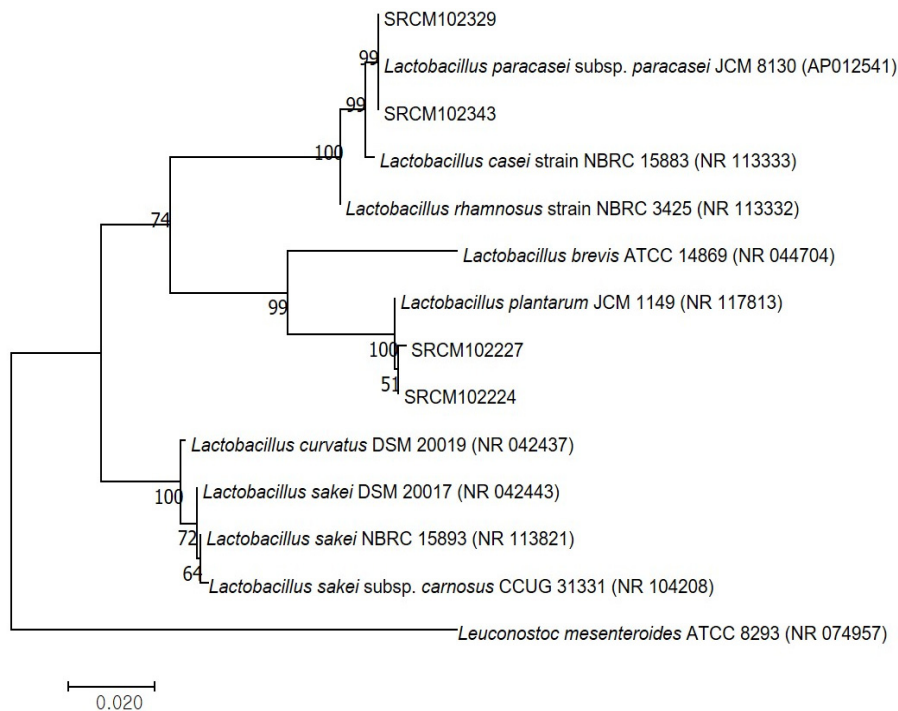 SRCM102329
99
Lactobacillus paracasei subsp. paracasei JCM 8130 (AP012541)
99
SRCM102343
100
Lactobacillus casei strain NBRC 15883 (NR 113333)
Lactobacillus rhamnosus strain NBRC 3425 (NR 113332)
74
Lactobacillus brevis ATCC 14869 (NR 044704)
99
Lactobacillus plantarum JCM 1149 (NR 117813)
100
SRCM102227
51
SRCM102224
Lactobacillus curvatus DSM 20019 (NR 042437)
100
Lactobacillus sakei DSM 20017 (NR 042443)
72
Lactobacillus sakei NBRC 15893 (NR 113821)
64
Lactobacillus sakei subsp. carnosus CCUG 31331 (NR 104208)
Leuconostoc mesenteroides ATCC 8293 (NR 074957)
0.020